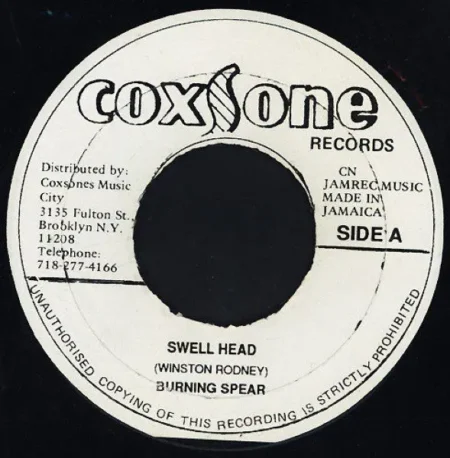 coxsone
RECORDS
Distributed by:
Coxsones Music
City
3135 Fulton St.,
Brooklyn N.Y.
11208
Telephone:
718-277-4166
CN
JAMREC MUSIC
MADE IN
JAMAICA
SIDE A
SWELL HEAD
(WINSTON RODNEY)
BURNING SPEAR
UNAUTHORISED COPYING OF THIS RECORDING IS STRICTLY PROHIBITED